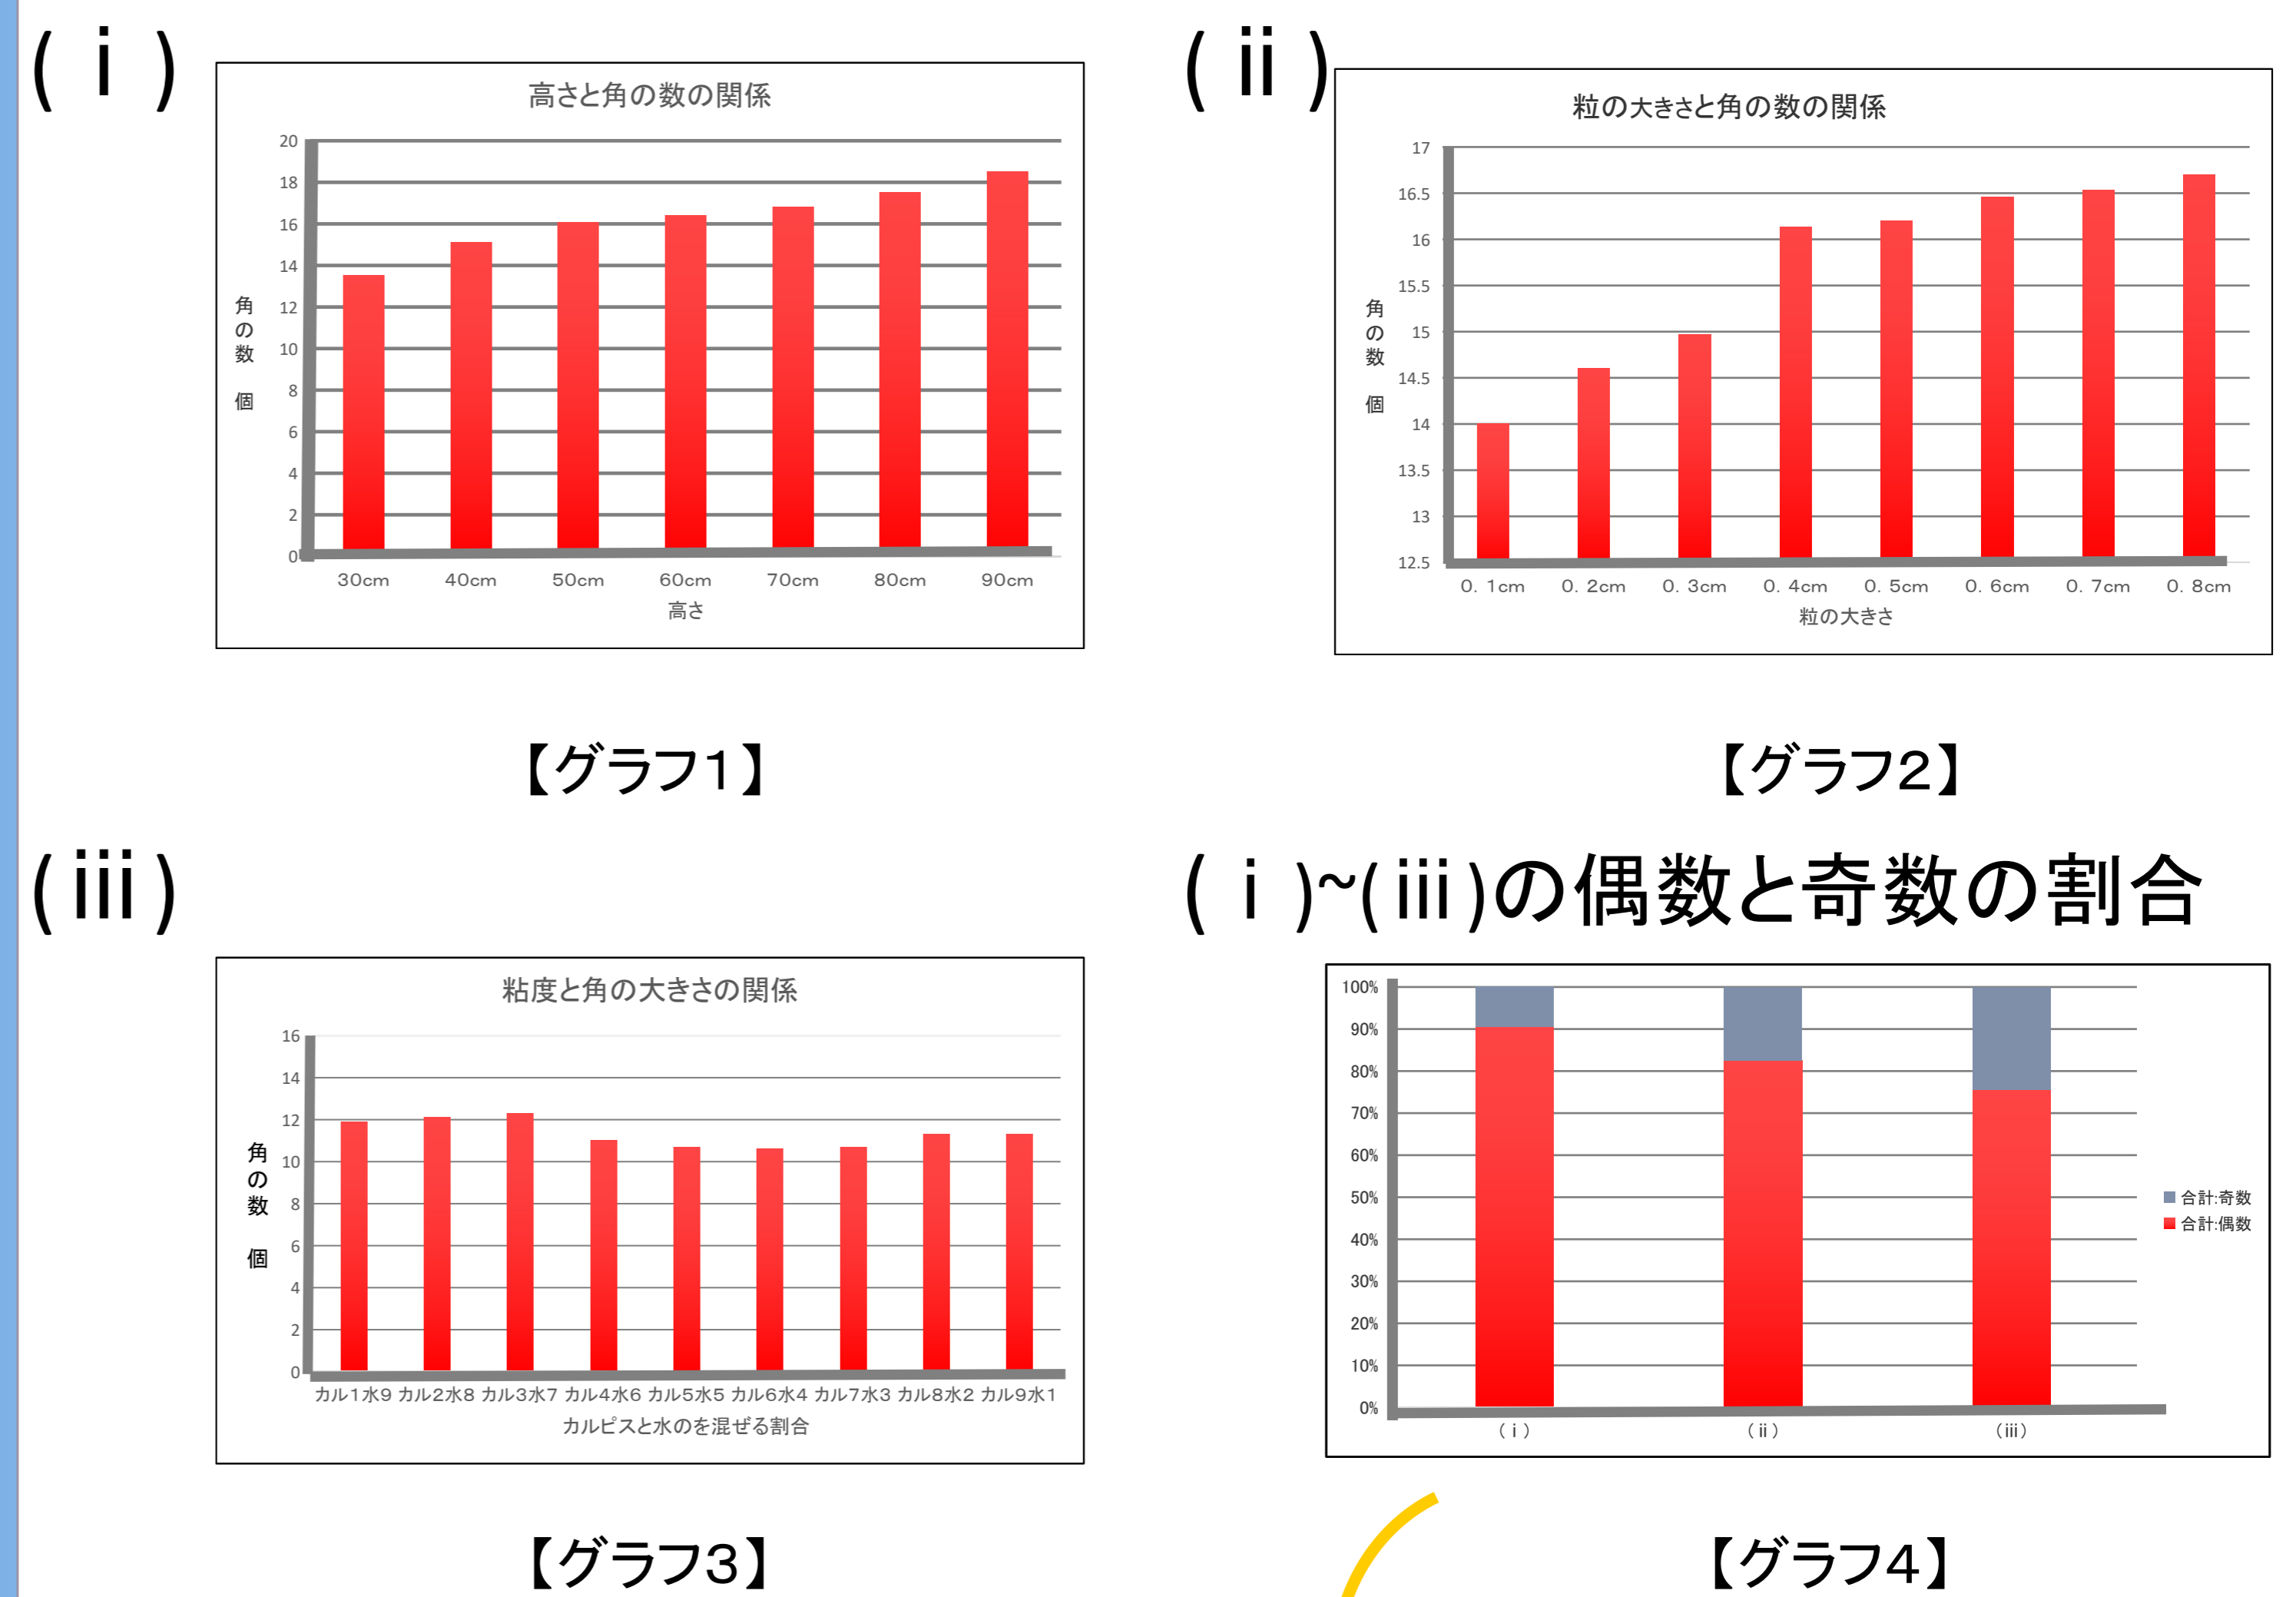 (ⅰ)
高さと角の数の関係
20
18
16
14
12
10
8
6
4
2
0
角の数 個
30cm 40cm 50cm 60cm 70cm 80cm 90cm
高さ
【グラフ1】
(ⅱ)
粒の大きさと角の数の関係
17
16.5
16
15.5
15
14.5
14
13.5
13
12.5
角の数 個
0. 1cm 0. 2cm 0. 3cm 0. 4cm 0. 5cm 0. 6cm 0. 7cm 0. 8cm
粒の大きさ
【グラフ2】
(ⅲ)
粘度と角の大きさの関係
16
14
12
10
8
6
4
2
0
角の数 個
カル1水9 カル2水8 カル3水7 カル4水6 カル5水5 カル6水4 カル7水3 カル8水2 カル9水1
カルピスと水のを混ぜる割合
【グラフ3】
(ⅰ)~(ⅲ)の偶数と奇数の割合
100%
90%
80%
70%
60%
50%
40%
30%
20%
10%
0%
(ⅰ) (ⅱ) (ⅲ)
合計:奇数
合計:偶数
【グラフ4】